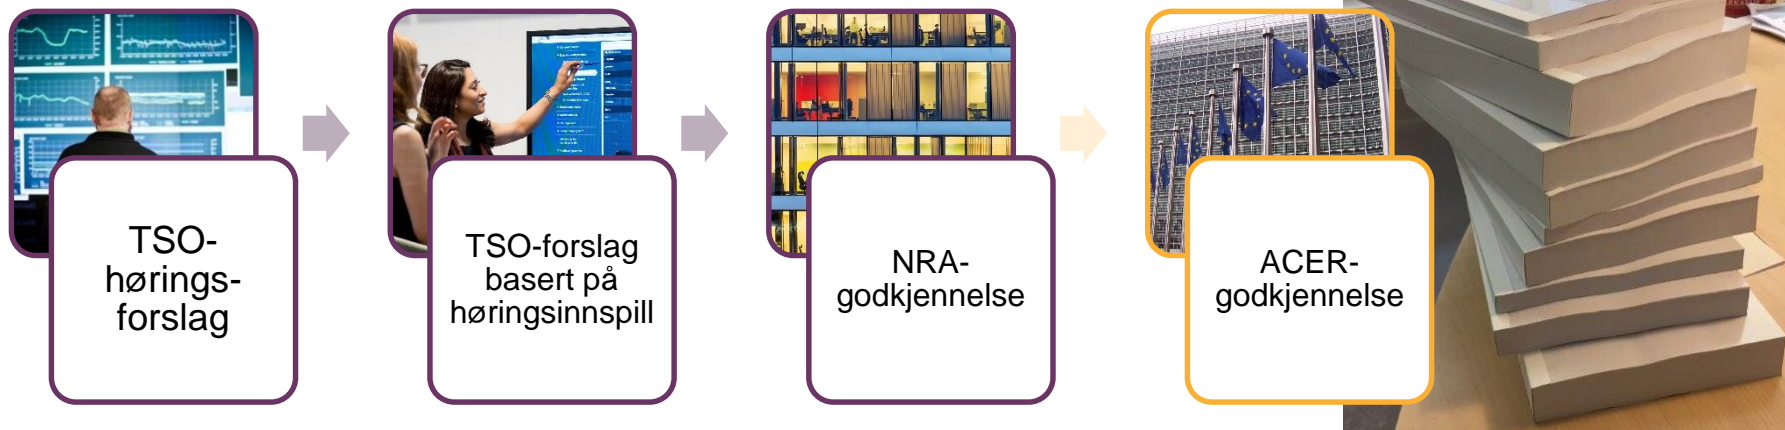 TSO-
hørings-
forslag
TSO-forslag
basert på
høringsinnspill
NRA-
godkjennelse
ACER-
godkjennelse